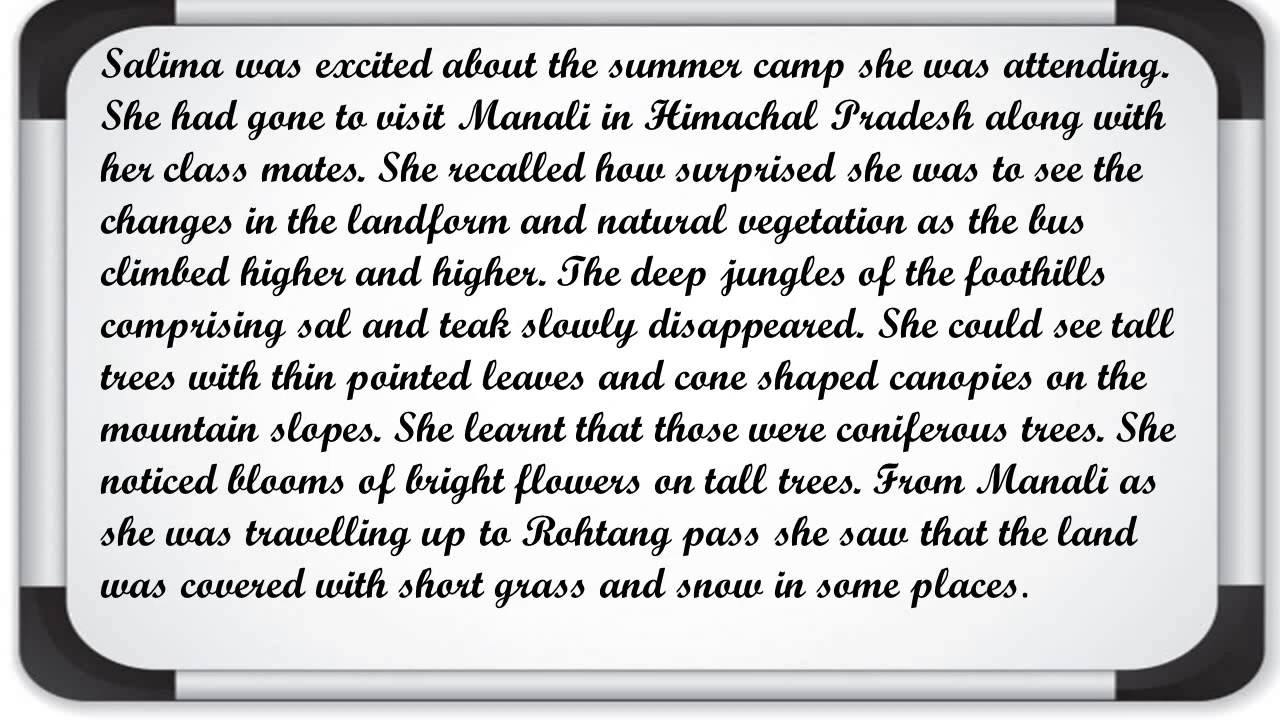 Salima was excited about the summer camp she was attending.
She had gone to visit Manali in Himachal Pradesh along with
her class mates. She recalled how surprised she was to see the
changes in the landform and natural vegetation as the bus
climbed higher and higher. The deep jungles of the foothills
comprising sal and teak slowly disappeared. She could see tall
trees with thin pointed leaves and cone shaped canopies on the
mountain slopes. She learnt that those were coniferous trees. She
noticed blooms of bright flowers on tall trees. From Manali as
she was travelling up to Rohtang pass she saw that the land
was covered with short grass and snow in some places.